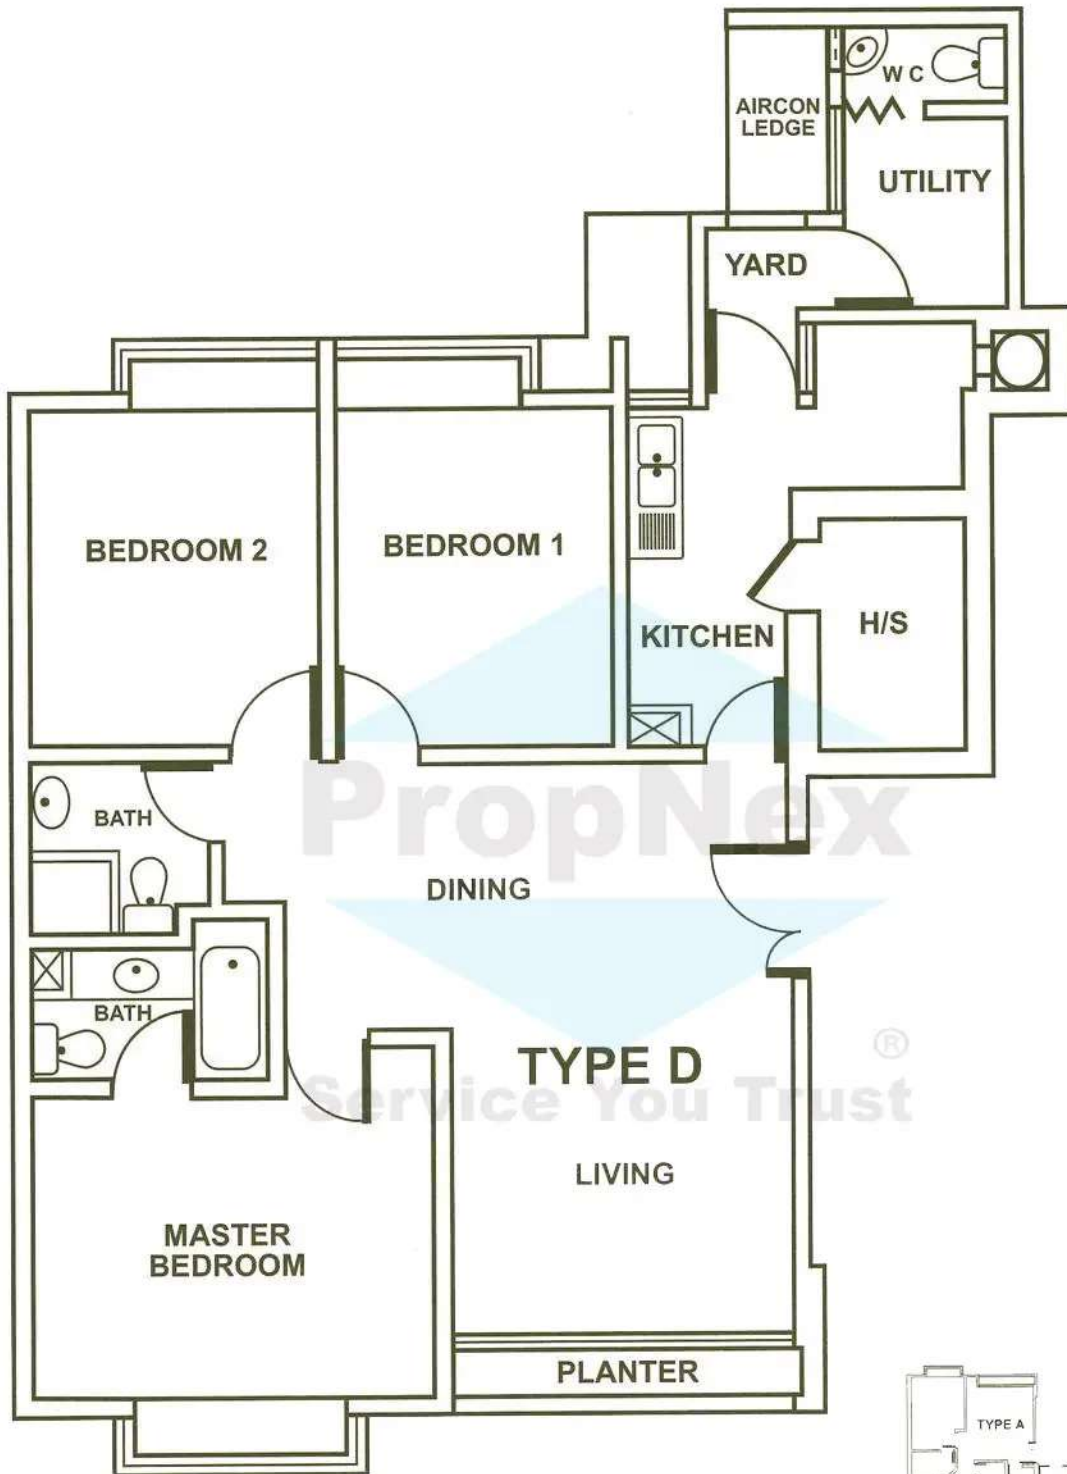 W C
AIRCON
LEDGE
UTILITY
YARD
BEDROOM 2
BEDROOM 1
KITCHEN
H/S
BATH
PropNex
DINING
BATH
®
TYPE D
Service You Trust
LIVING
MASTER
BEDROOM
PLANTER
TYPE A